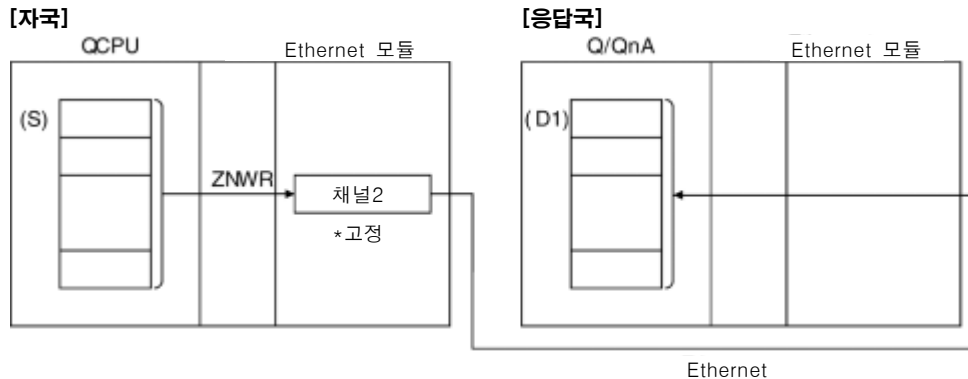 [자국]
[응답국]
QCPU
Ethernet 모듈
Q/QnA
Ethernet 모듈
(S)
(D1)
ZNWR
채널2
*고정
Ethernet